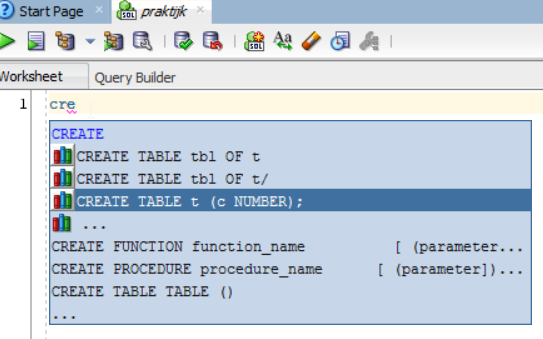 Start Page
praktijk
Worksheet
Query Builder
1 cre
CREATE
CREATE TABLE tbl OF t
CREATE TABLE tbl OF t/
CREATE TABLE t (c NUMBER);
...
CREATE FUNCTION function_name [ (parameter...
CREATE PROCEDURE procedure_name [ (parameter])...
CREATE TABLE TABLE ()
...